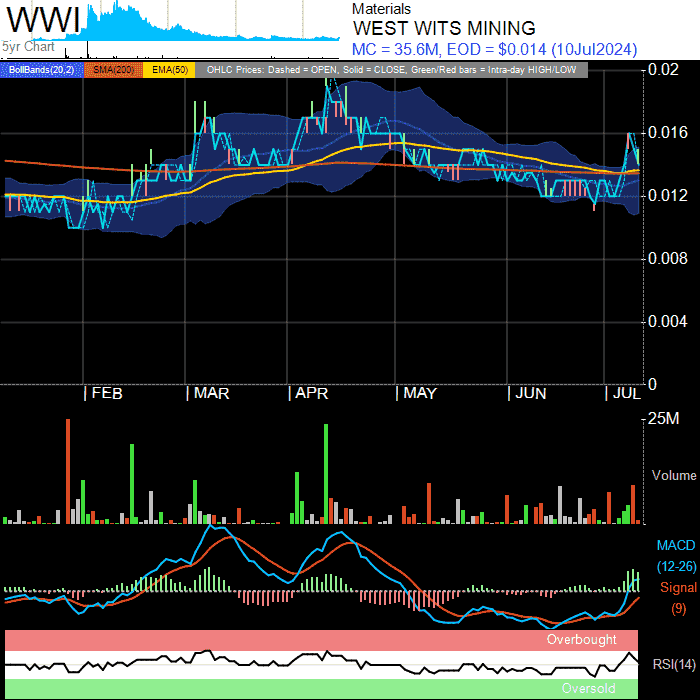 WWI
5yr Chart
Materials
WEST WITS MINING
MC = 35.6M, EOD = $0.014 (10Jul2024)
BollBands(20,2) SMA(200) EMA(50) OHLC Prices: Dashed = OPEN, Solid = CLOSE, Green/Red bars = Intra-day HIGH/LOW
0.02
0.016
0.012
0.008
0.004
0
FEB MAR APR MAY JUN JUL
25M
Volume
MACD
(12-26)
Signal
(9)
Overbought
RSI(14)
Oversold